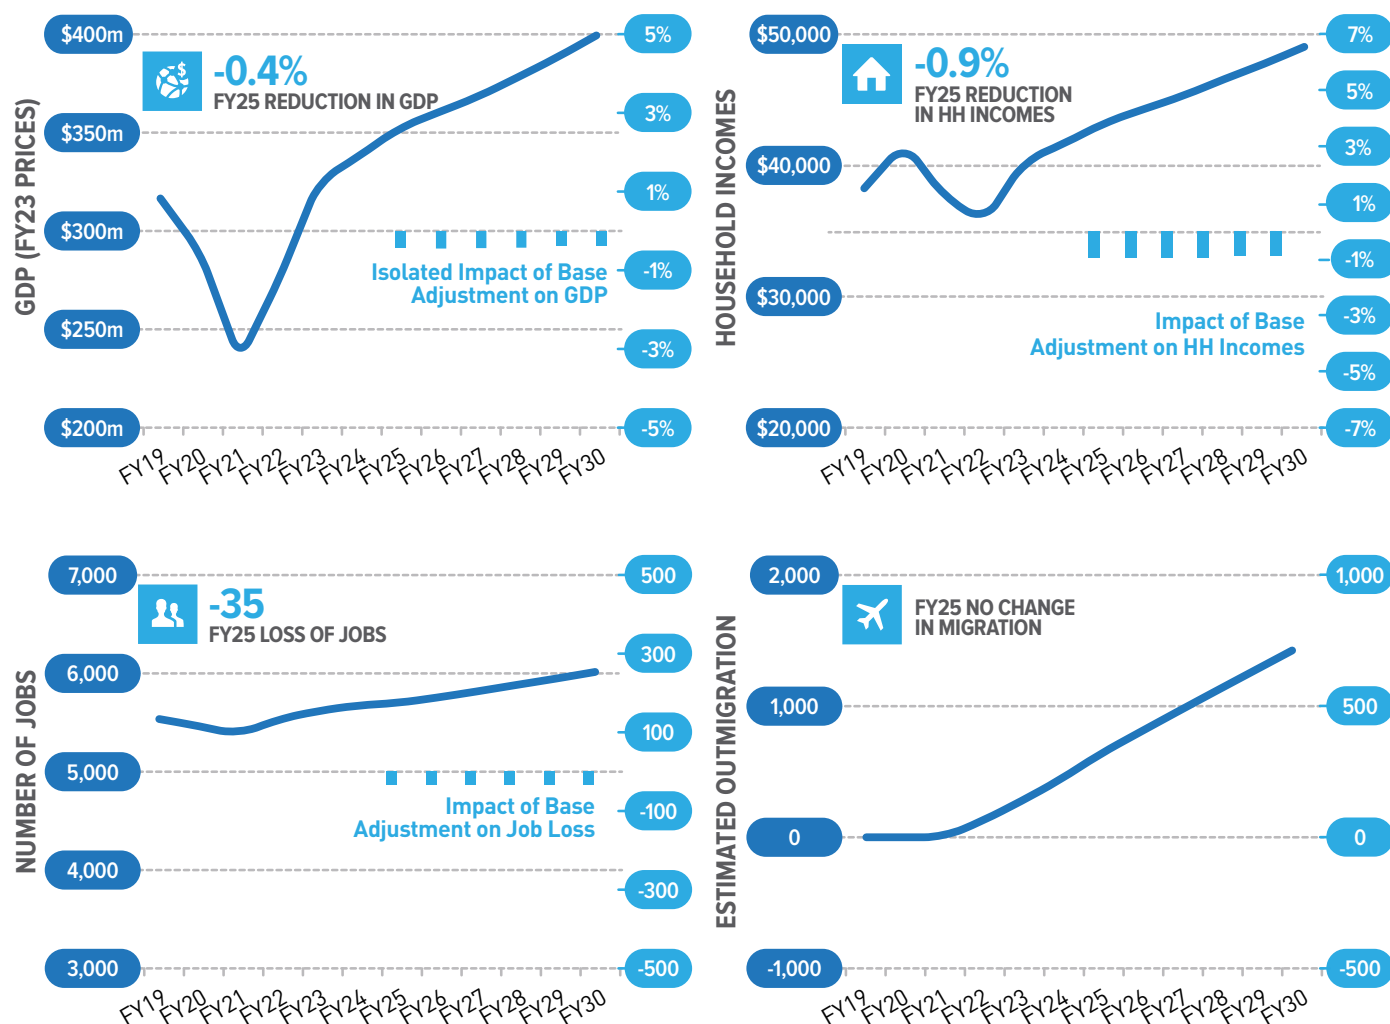 GDP (FY23 PRICES)
$400m
$350m
$300m
$250m
$200m
-0.4%
FY25 REDUCTION IN GDP
Isolated Impact of Base
Adjustment on GDP
5%
3%
1%
-1%
-3%
-5%
FY19
FY20
FY21
FY22
FY23
FY24
FY25
FY26
FY27
FY28
FY29
FY30
HOUSEHOLD INCOMES
$50,000
$40,000
$30,000
$20,000
-0.9%
FY25 REDUCTION
IN HH INCOMES
Impact of Base
Adjustment on HH Incomes
7%
5%
3%
1%
-1%
-3%
-5%
-7%
FY19
FY20
FY21
FY22
FY23
FY24
FY25
FY26
FY27
FY28
FY29
FY30
NUMBER OF JOBS
7,000
6,000
5,000
4,000
3,000
-35
FY25 LOSS OF JOBS
Impact of Base
Adjustment on Job Loss
500
300
100
-100
-300
-500
FY19
FY20
FY21
FY22
FY23
FY24
FY25
FY26
FY27
FY28
FY29
FY30
ESTIMATED OUTMIGRATION
2,000
1,000
0
-1,000
FY25 NO CHANGE
IN MIGRATION
1,000
500
0
-500
FY19
FY20
FY21
FY22
FY23
FY24
FY25
FY26
FY27
FY28
FY29
FY30